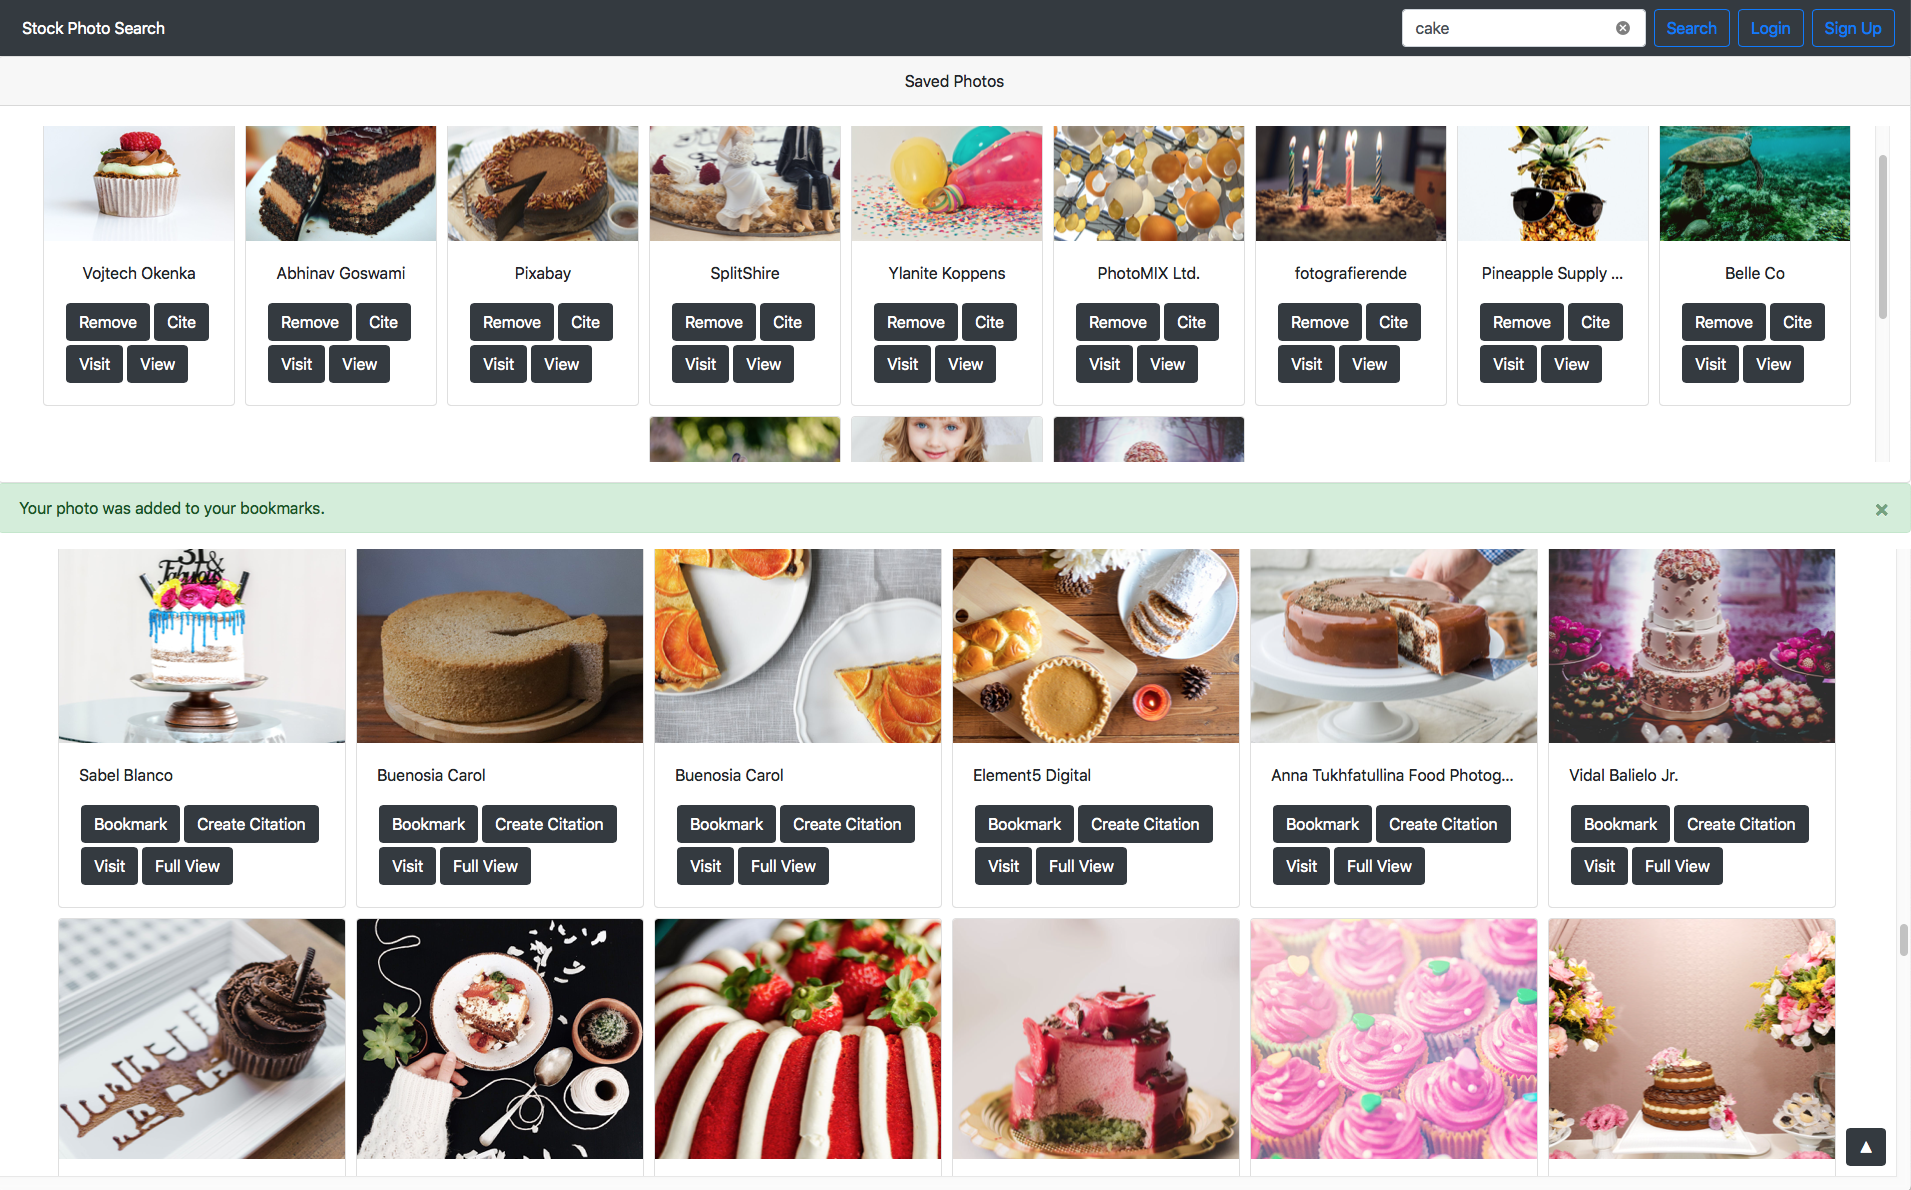 Stock Photo Search
cake
Search
Login
Sign Up
Saved Photos
Vojtech Okenka
Abhinav Goswami
Pixabay
SplitShire
Ylanite Koppens
PhotoMIX Ltd.
fotografierende
Pineapple Supply ...
Belle Co
Remove Cite Remove Cite Remove Cite Remove Cite Remove Cite Remove Cite Remove Cite Remove Cite Remove Cite
Visit View Visit View Visit View Visit View Visit View Visit View Visit View Visit View Visit View
Your photo was added to your bookmarks.
×
31 &
Fabulous
Sabel Blanco
Buenosia Carol
Buenosia Carol
Element5 Digital
Anna Tukhfatullina Food Photog...
Vidal Balielo Jr.
Bookmark Create Citation Bookmark Create Citation Bookmark Create Citation Bookmark Create Citation Bookmark Create Citation Bookmark Create Citation
Visit Full View Visit Full View Visit Full View Visit Full View Visit Full View Visit Full View
▲